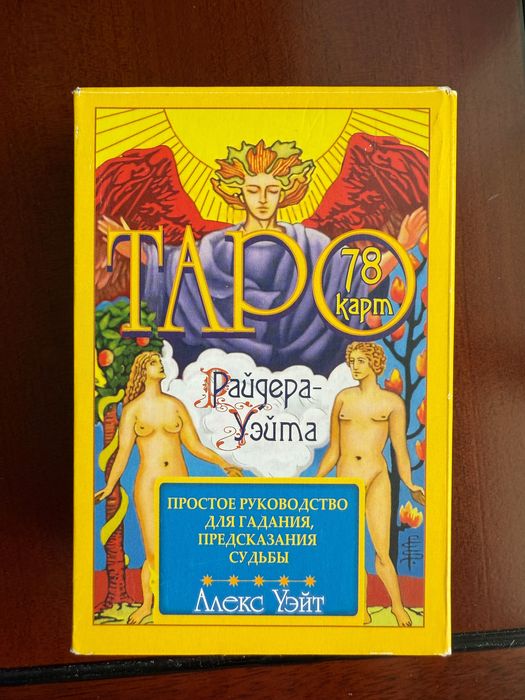 ТАРО
78
карт
Райдера-
Уэйта
ПРОСТОЕ РУКОВОДСТВО
ДЛЯ ГАДАНИЯ,
ПРЕДСКАЗАНИЯ
СУДЬБЫ
Алекс Уэйт